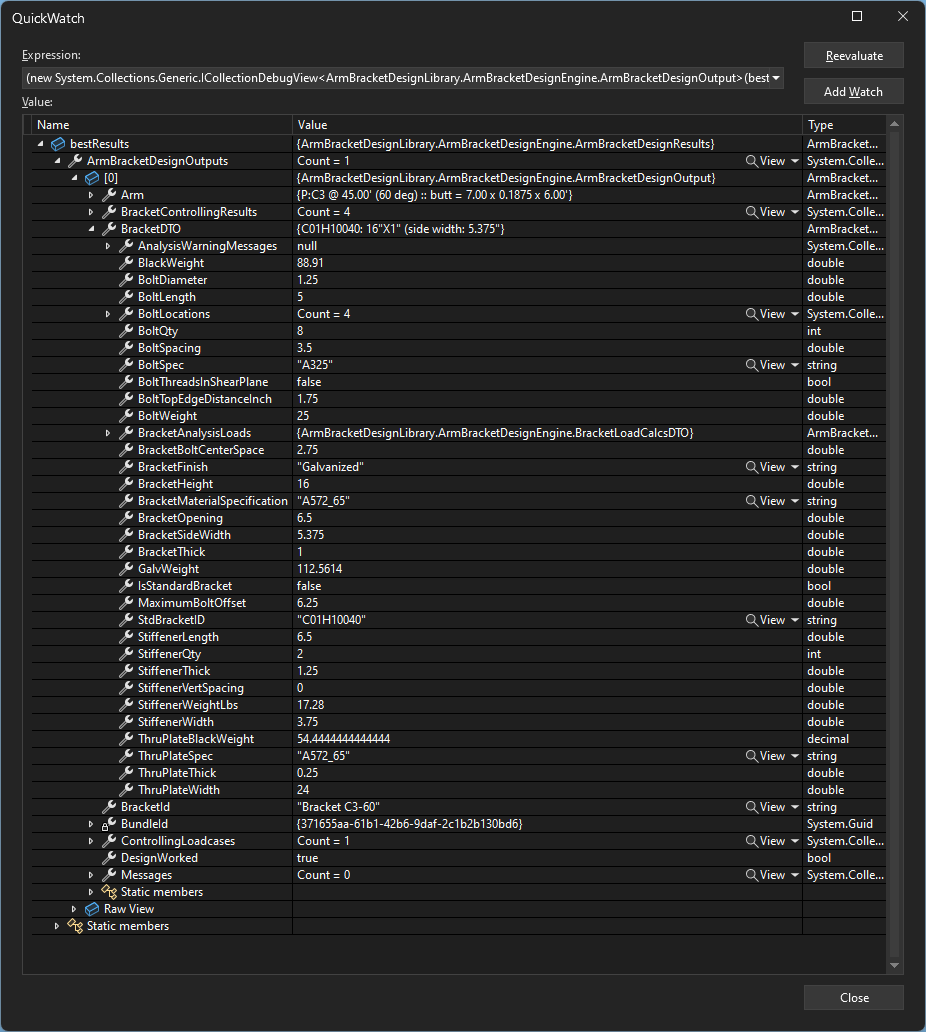 QuickWatch
Expression:
Reevaluate
(new System.Collections.Generic.ICollectionDebugView<ArmBracketDesignLibrary.ArmBracketDesignEngine.ArmBracketDesignOutput>(best
Add Watch
Value:
Name Value Type
bestResults {ArmBracketDesignLibrary.ArmBracketDesignEngine.ArmBracketDesignResults} ArmBracket...
ArmBracketDesignOutputs Count = 1 View System.Colle...
[0] {ArmBracketDesignLibrary.ArmBracketDesignEngine.ArmBracketDesignOutput} ArmBracket...
Arm {P:C3 @ 45.00' (60 deg) :: butt = 7.00 x 0.1875 x 6.00'} ArmBracket...
BracketControllingResults Count = 4 View System.Colle...
BracketDTO {C01H10040: 16"X1" (side width: 5.375"} ArmBracket...
AnalysisWarningMessages null System.Colle...
BlackWeight 88.91 double
BoltDiameter 1.25 double
BoltLength 5 double
BoltLocations Count = 4 View System.Colle...
BoltQty 8 int
BoltSpacing 3.5 double
BoltSpec "A325" View string
BoltThreadsInShearPlane false bool
BoltTopEdgeDistanceInch 1.75 double
BoltWeight 25 double
BracketAnalysisLoads {ArmBracketDesignLibrary.ArmBracketDesignEngine.BracketLoadCalcsDTO} ArmBracket...
BracketBoltCenterSpace 2.75 double
BracketFinish "Galvanized" View string
BracketHeight 16 double
BracketMaterialSpecification "A572_65" View string
BracketOpening 6.5 double
BracketSideWidth 5.375 double
BracketThick 1 double
GalvWeight 112.5614 double
IsStandardBracket false bool
MaximumBoltOffset 6.25 double
StdBracketID "C01H10040" View string
StiffenerLength 6.5 double
StiffenerQty 2 int
StiffenerThick 1.25 double
StiffenerVertSpacing 0 double
StiffenerWeightLbs 17.28 double
StiffenerWidth 3.75 double
ThruPlateBlackWeight 54.4444444444444 decimal
ThruPlateSpec "A572_65" View string
ThruPlateThick 0.25 double
ThruPlateWidth 24 double
BracketId "Bracket C3-60" View string
BundleId {371655aa-61b1-42b6-9daf-2c1b2b130bd6} System.Guid
ControllingLoadcases Count = 1 View System.Colle...
DesignWorked true bool
Messages Count = 0 View System.Colle...
Static members
Raw View
Static members
Close